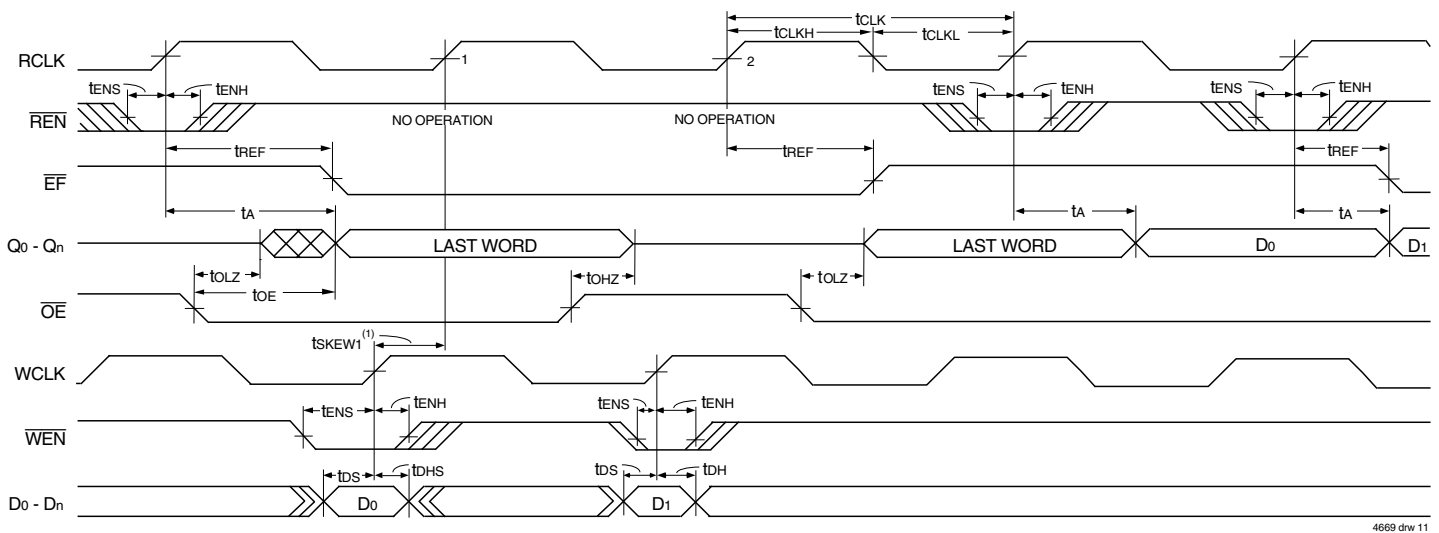 tCLK
tCLKH
tCLKL
RCLK
1
2
tENS
tENH
tENS
tENH
tENS
tENH
REN
NO OPERATION
NO OPERATION
tREF
tREF
tREF
EF
tA
tA
tA
Q0 - Qn
LAST WORD
LAST WORD
D0
D1
tOLZ
tOHZ
tOLZ
tOE
OE
tSKEW1(1)
WCLK
tENS
tENH
tENS
tENH
WEN
tDS
tDHS
tDS
tDH
D0 - Dn
D0
D1
4669 drw 11